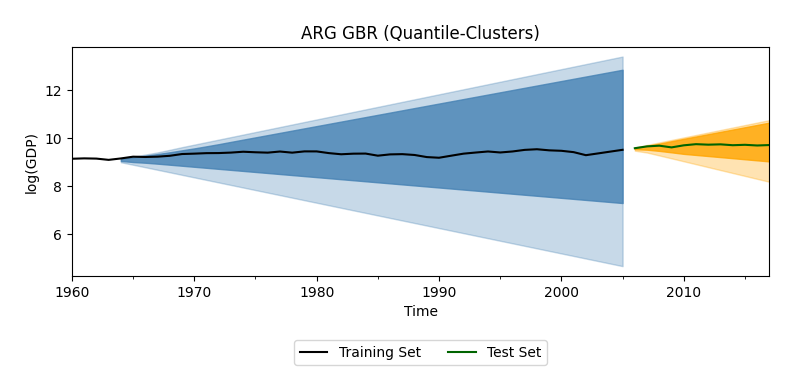 ARG GBR (Quantile-Clusters)
log(GDP)
12
10
8
6
1960 1970 1980 1990 2000 2010
Time
Training Set Test Set